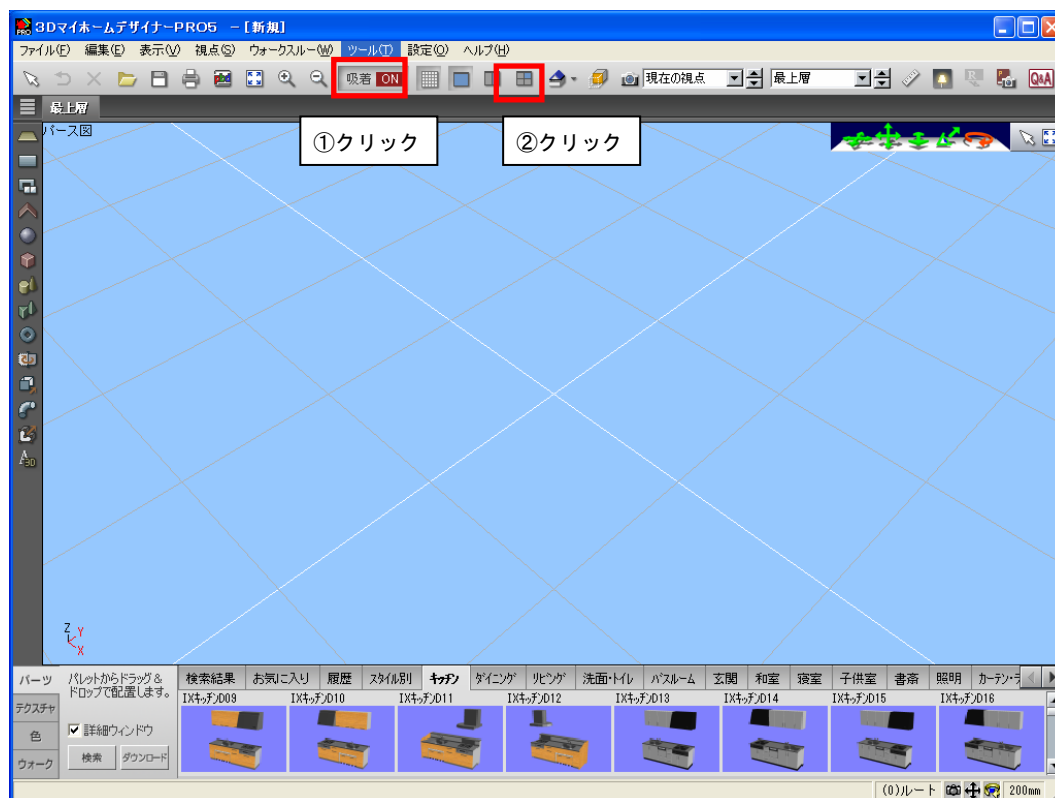 3DマイホームデザイナーPRO5 －[新規]
ファイル(F) 編集(E) 表示(V) 視点(S) ウォークスルー(W) ツール(T) 設定(O) ヘルプ(H)
吸着 ON 現在の視点 最上層 Q&A
最上層
パース図
①クリック ②クリック
Z Y
X
パーツ
テクスチャ
色
ウォーク
パレットからドラッグ＆
ドロップで配置します。
詳細ウィンドウ
検索 ダウンロード
検索結果 お気に入り 履歴 スタイル別 キッチン ダイニング リビング 洗面・トイレ バスルーム 玄関 和室 寝室 子供室 書斎 照明 カーテン・ラ
IXキッチンD09 IXキッチンD10 IXキッチンD11 IXキッチンD12 IXキッチンD13 IXキッチンD14 IXキッチンD15 IXキッチンD16
(0)ルート 200mm